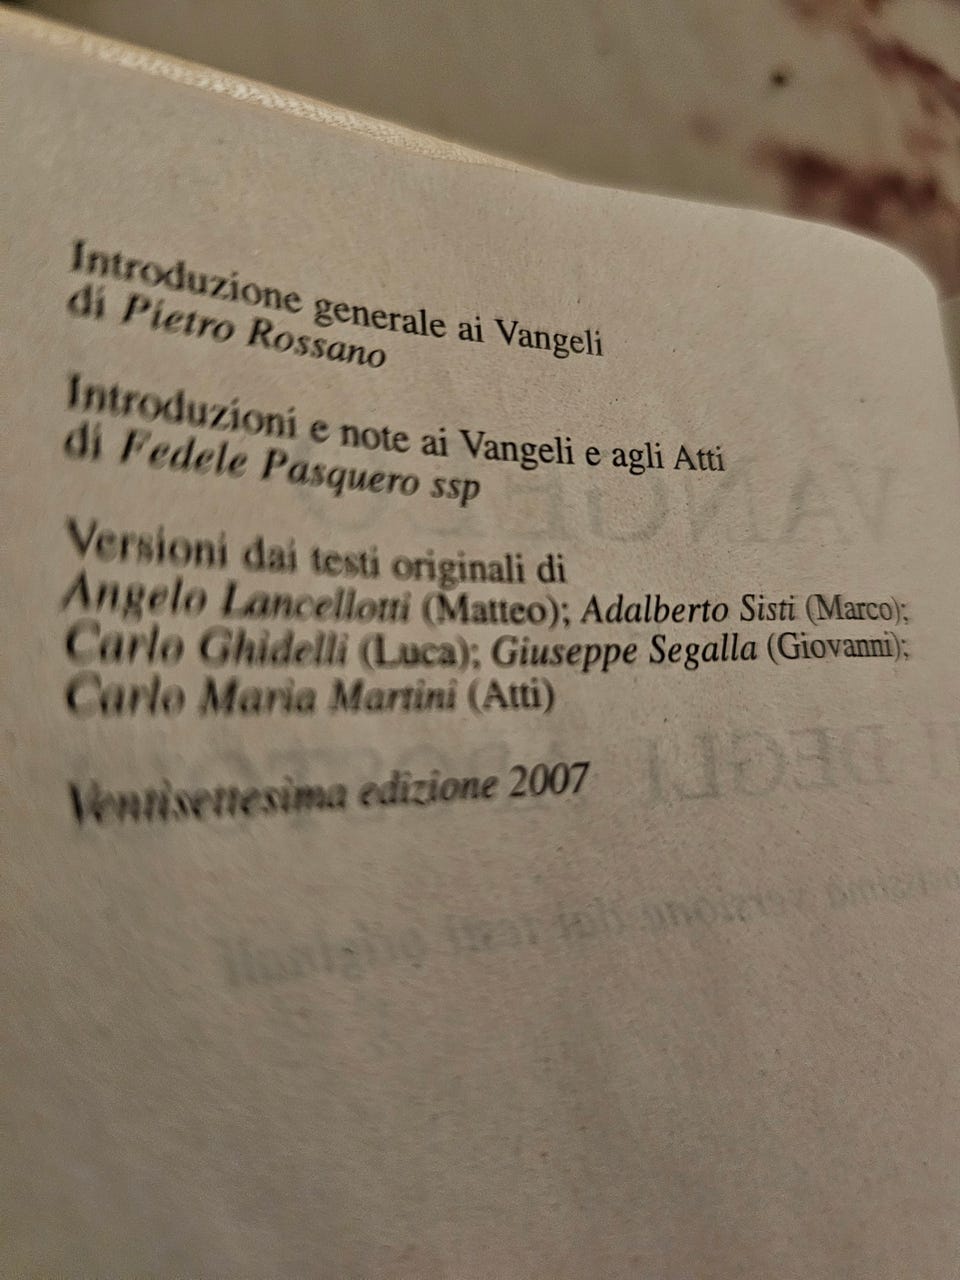 Introduzione generale ai Vangeli
di Pietro Rossano
Introduzioni e note ai Vangeli e agli Atti
di Fedele Pasquero ssp
Versioni dai testi originali di
Angelo Lancellotti (Matteo); Adalberto Sisti (Marco);
Carlo Ghidelli (Luca); Giuseppe Segalla (Giovanni);
Carlo Maria Martini (Atti)
Ventisettesima edizione 2007